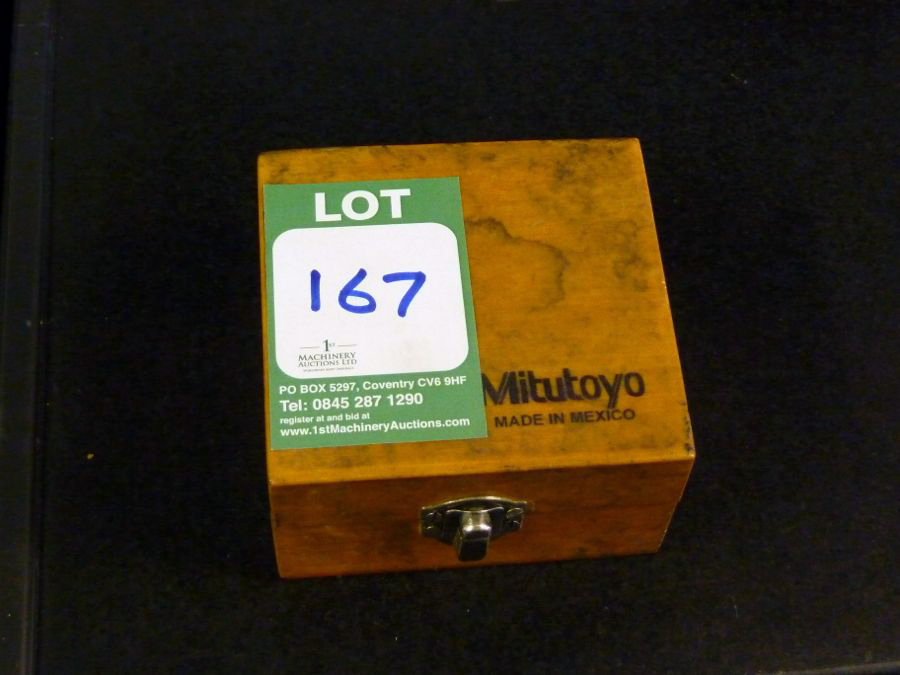 LOT
167
1ST
MACHINERY
AUCTIONS LTD
PO BOX 5297, Coventry CV6 9HF
Tel: 0845 287 1290
register at and bid at
www.1stMachineryAuctions.com
Mitutoyo
MADE IN MEXICO